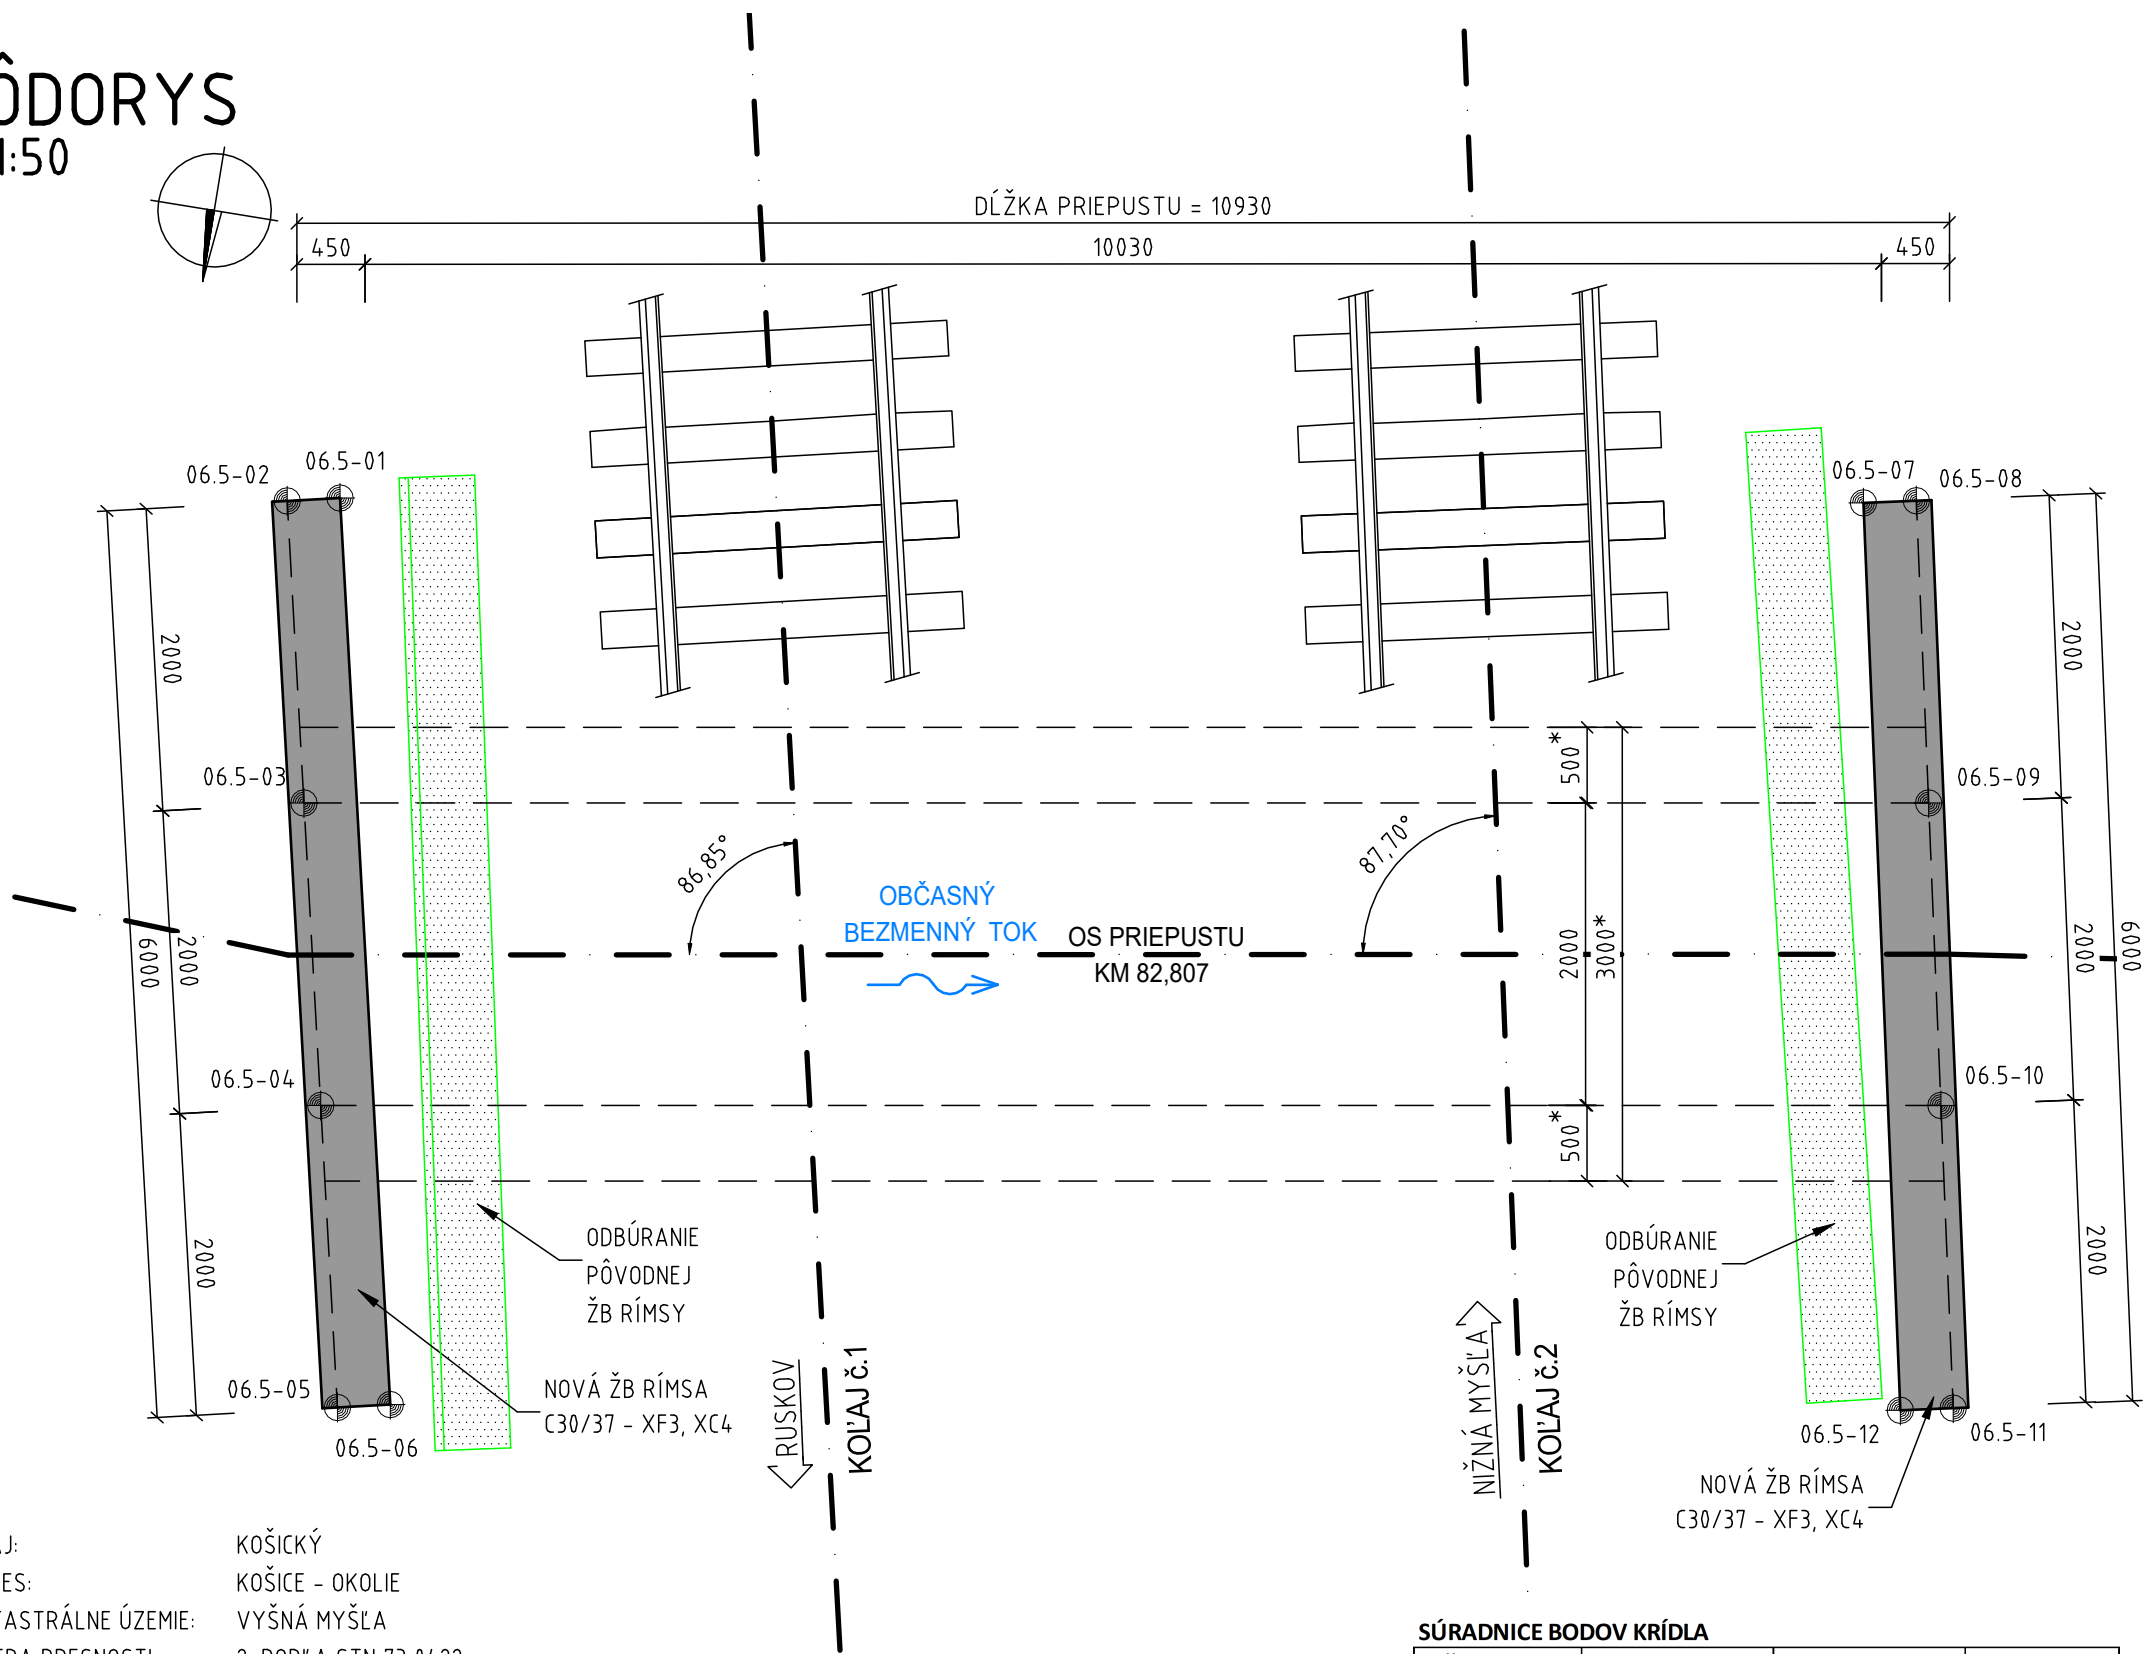 ÔDORYS
1:50
DĹŽKA PRIEPUSTU = 10930
450
10030
450
06.5-02
06.5-01
06.5-07
06.5-08
2000
2000
500*
06.5-03
06.5-09
86,85°
87,70°
OBČASNÝ
BEZMENNÝ TOK
OS PRIEPUSTU
KM 82,807
6000
2000
2000
3000*
2000
6000
06.5-04
06.5-10
500*
2000
2000
ODBÚRANIE
PÔVODNEJ
ŽB RÍMSY
ODBÚRANIE
PÔVODNEJ
ŽB RÍMSY
06.5-05
06.5-06
NOVÁ ŽB RÍMSA
C30/37 - XF3, XC4
RUSKOV
KOĽAJ č.1
NIŽNÁ MYŠĽA
KOĽAJ č.2
06.5-12
06.5-11
NOVÁ ŽB RÍMSA
C30/37 - XF3, XC4
AJ: KOŠICKÝ
ES: KOŠICE - OKOLIE
TASTRÁLNE ÚZEMIE: VYŠNÁ MYŠĽA
SÚRADNICE BODOV KRÍDLA